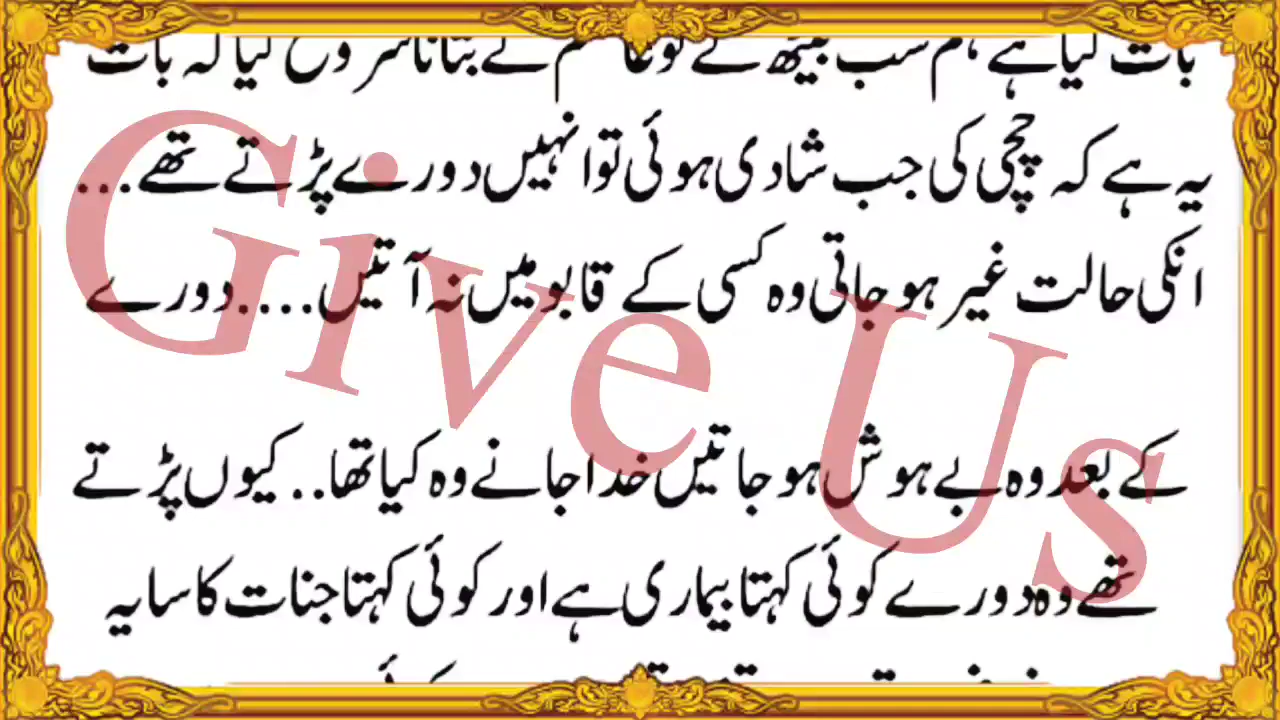 بات کیا ہے ہم سب بیٹھ گئے تو عاصم نے بتانا شروع کیا کہ بات
یہ ہے کہ چچی کی جب شادی ہوئی تو انہیں دورے پڑتے تھے...
انکی حالت غیر ہو جاتی وہ کسی کے قابو میں نہ آتیں....دورے
کے بعد وہ بے ہوش ہو جاتیں خدا جانے وہ کیا تھا..کیوں پڑتے
تھے وہ دورے کوئی کہتا بیماری ہے اور کوئی کہتا جنات کا سایہ
Give Us